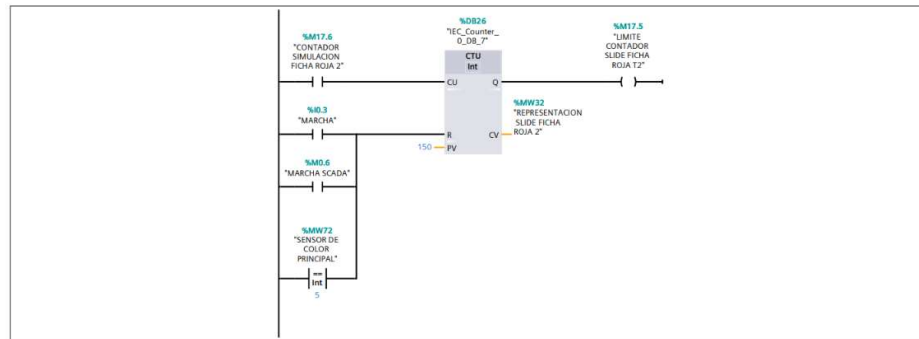 %DB26
"IEC_Counter_
0_DB_7"
%M17.6
"CONTADOR
SIMULACION
FICHA ROJA 2"
CTU
Int
%M17.5
"LIMITE
CONTADOR
SLIDE FICHA
ROJA T2"
CU
Q
%MW32
"REPRESENTACION
SLIDE FICHA
ROJA 2"
%I0.3
"MARCHA"
R
CV
150
PV
%M0.6
"MARCHA SCADA"
%MW72
"SENSOR DE
COLOR
PRINCIPAL"
==
Int
5